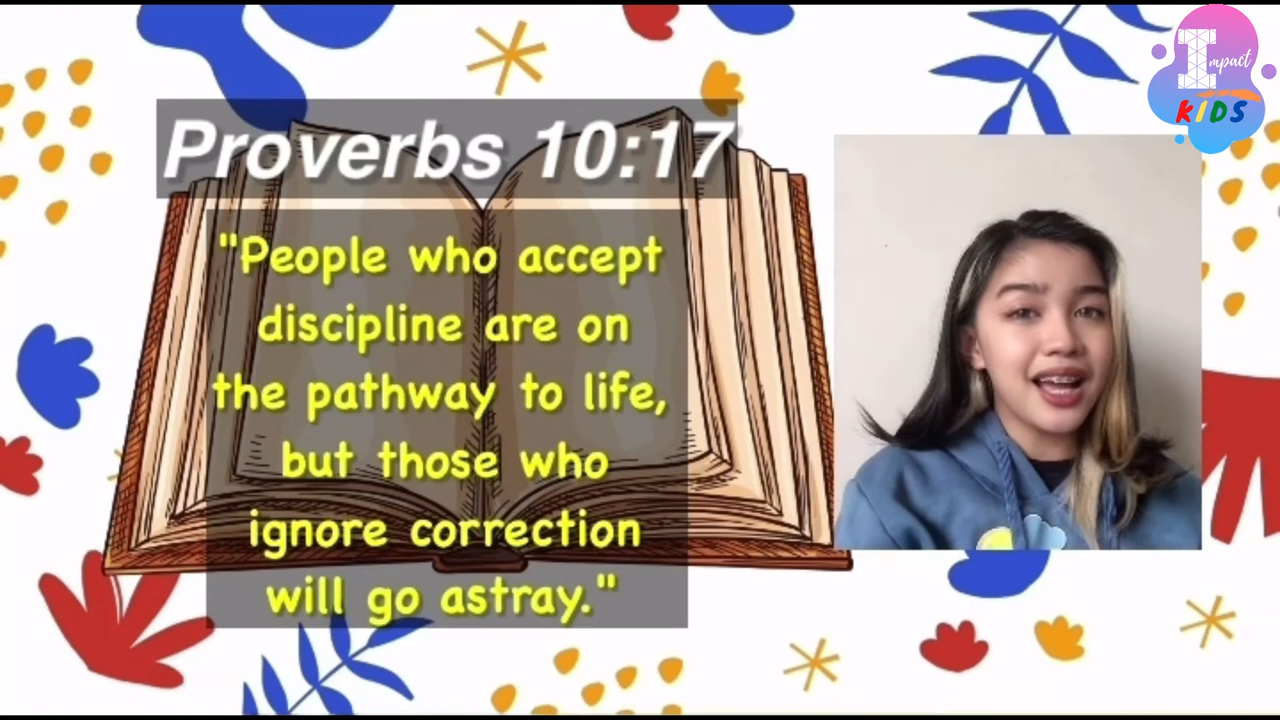 Impact
KIDS
Proverbs 10:17
"People who accept
discipline are on
the pathway to life,
but those who
ignore correction
will go astray."